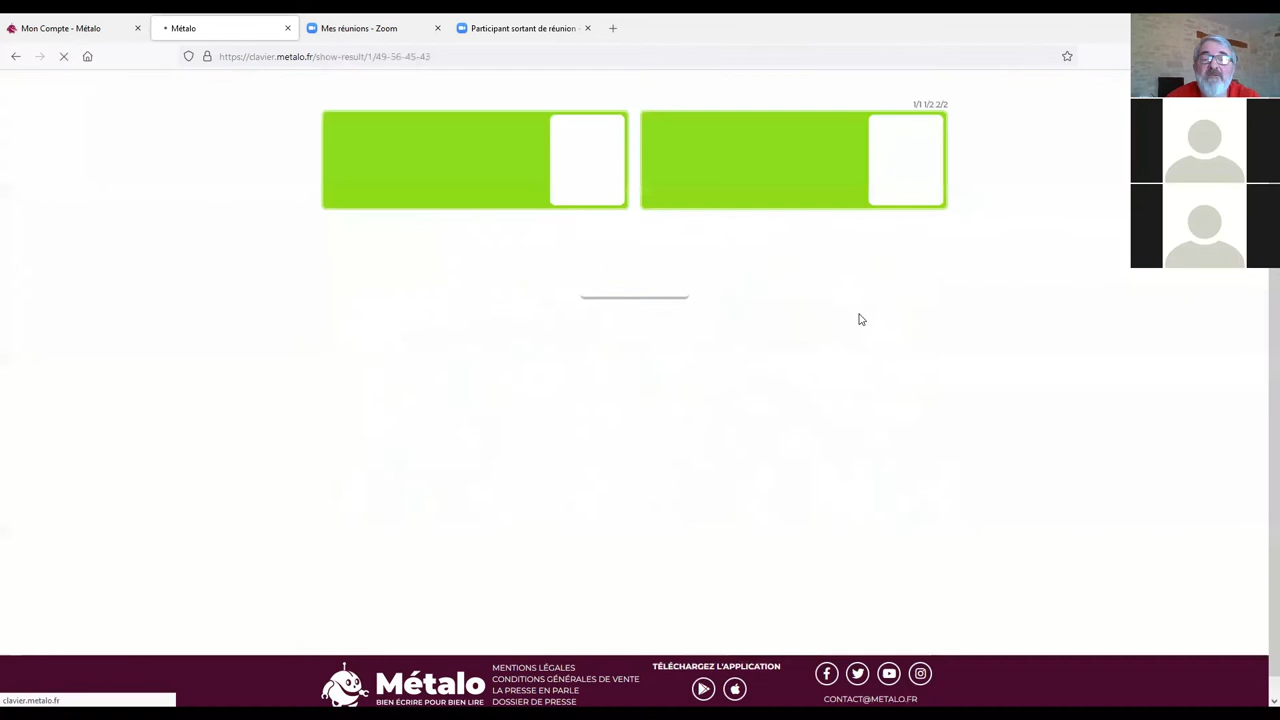 Mon Compte - Métalo
Métalo
Mes réunions - Zoom
Participant sortant de réunion -
https://clavier.metalo.fr/show-result/1/49-56-45-43
1/1 1/2 2/2
Métalo
BIEN ÉCRIRE POUR BIEN LIRE
MENTIONS LÉGALES
CONDITIONS GÉNÉRALES DE VENTE
LA PRESSE EN PARLE
DOSSIER DE PRESSE
TÉLÉCHARGEZ L'APPLICATION
CONTACT@METALO.FR
clavier.metalo.fr